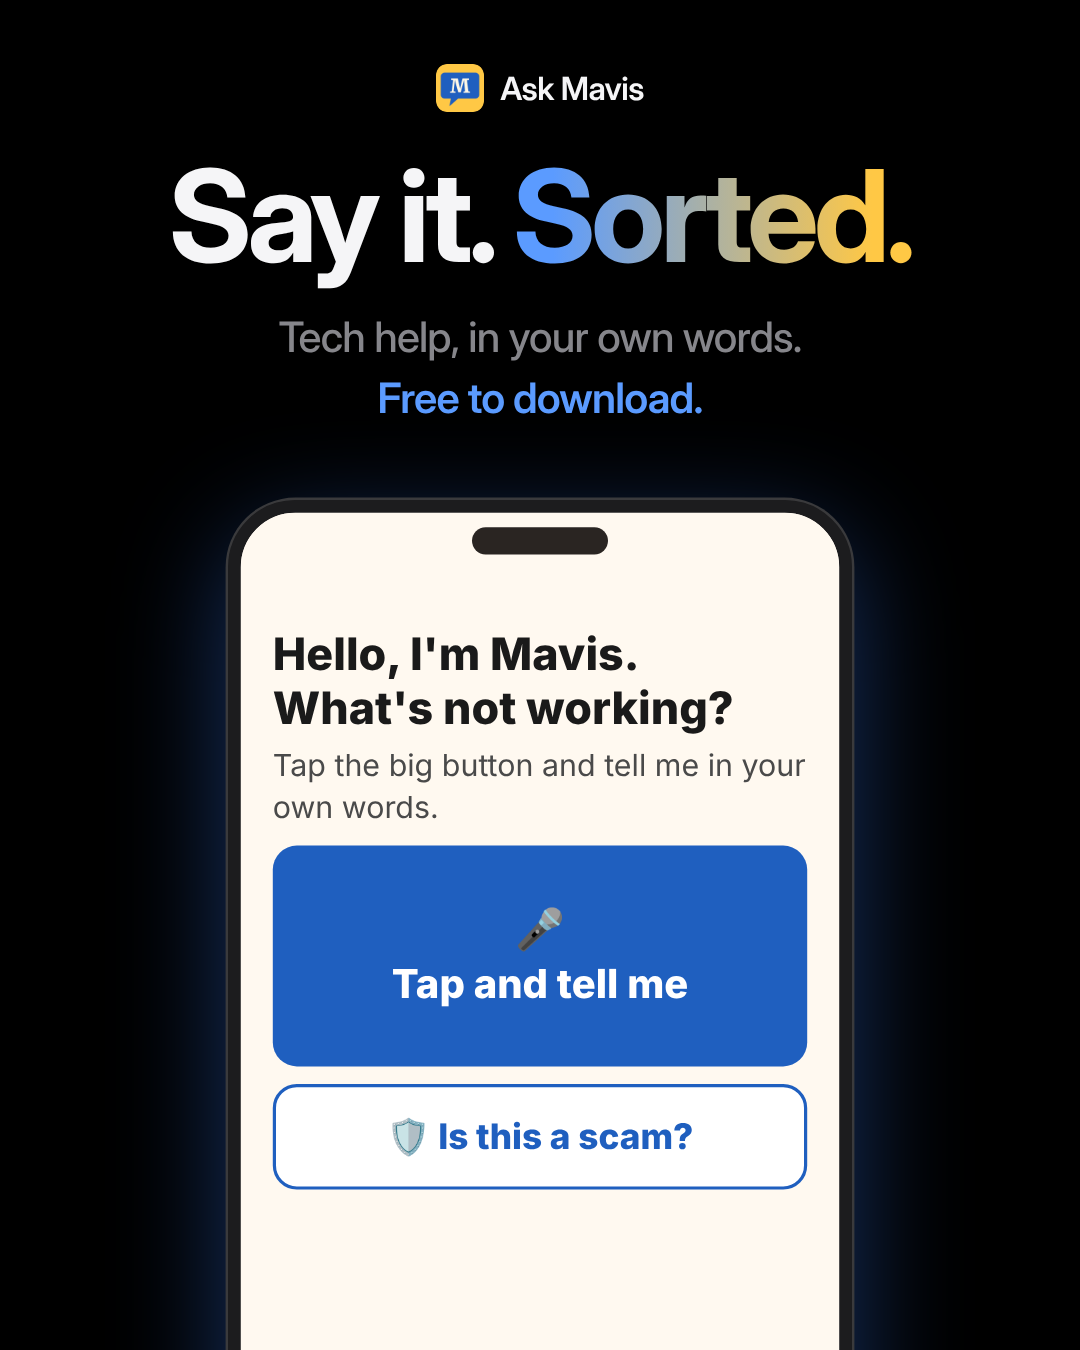 M
Ask Mavis
Say it. Sorted.
Tech help, in your own words.
Free to download.
Hello, I'm Mavis.
What's not working?
Tap the big button and tell me in your
own words.
Tap and tell me
Is this a scam?